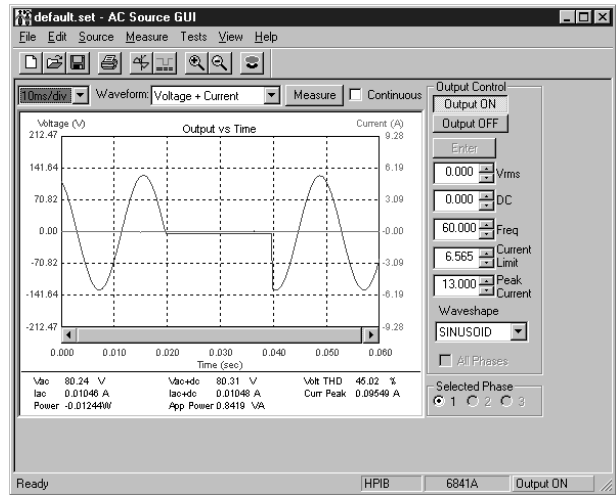 default.set - AC Source GUI
File Edit Source Measure Tests View Help
10ms/div Waveform: Voltage + Current Measure Continuous
Output Control
Output ON
Output OFF
Enter
0.000 Vrms
0.000 DC
60.000 Freq
6.565 Current Limit
13.000 Peak Current
Waveshape
SINUSOID
All Phases
Selected Phase
1 2 3
Voltage (V) Output vs Time Current (A)
212.47 9.28
141.64 6.19
70.82 3.09
0.00 -0.00
-70.82 -3.09
-141.64 -6.19
-212.47 -9.28
0.000 0.010 0.020 0.030 0.040 0.050 0.060
Time (sec)
Vac 80.24 V Vac+dc 80.31 V Volt THD 45.02 %
Iac 0.01046 A Iac+dc 0.01048 A Curr Peak 0.09549 A
Power -0.01244W App Power 0.8419 VA
Ready HPIB 6841A Output ON